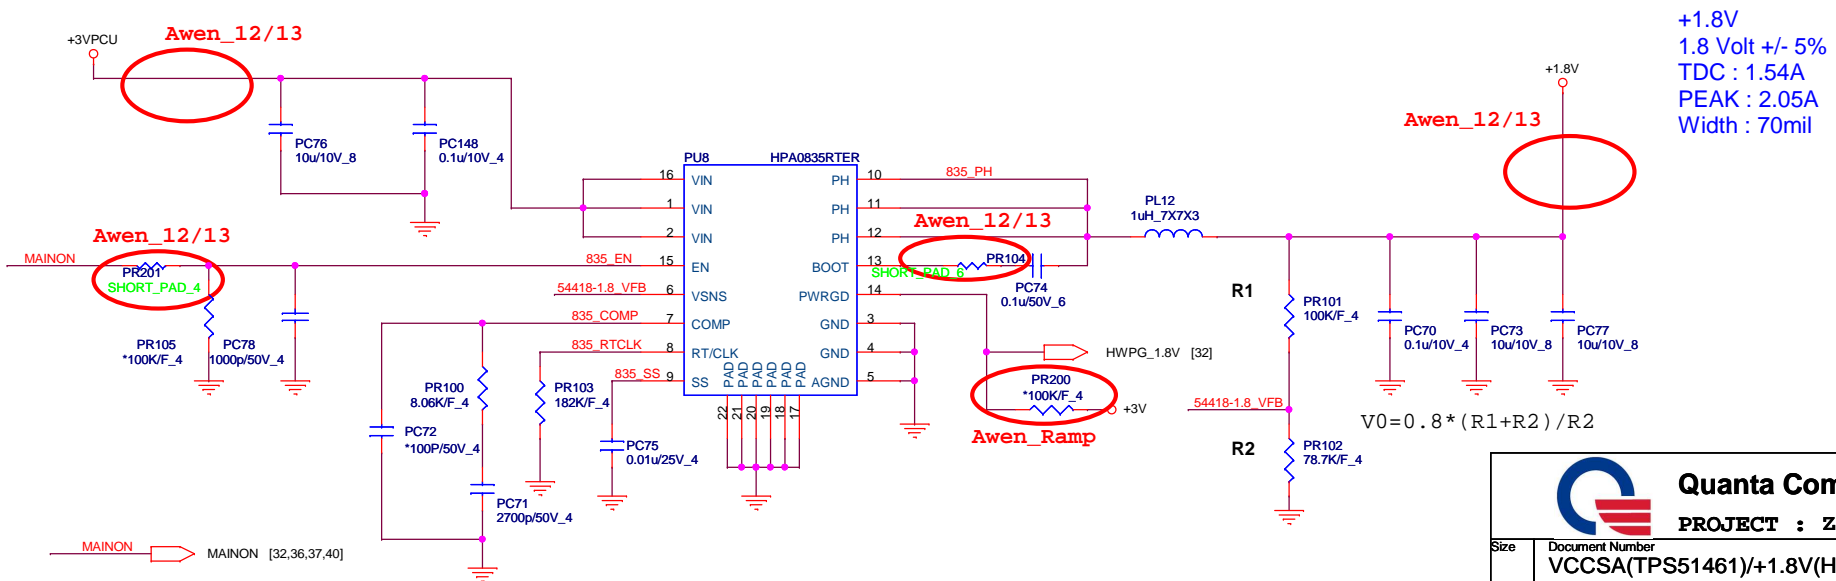 +1.8V
1.8 Volt +/- 5%
TDC : 1.54A
PEAK : 2.05A
Width : 70mil
Awen_12/13
+3VPCU
PC76
10u/10V_8
PC148
0.1u/10V_4
Awen_12/13
MAINON
PR201
SHORT_PAD_4
PR105
*100K/F_4
PC78
1000p/50V_4
835_EN
54418-1.8_VFB
835_COMP
835_RTCLK
835_SS
PR100
8.06K/F_4
PC72
*100P/50V_4
PC71
2700p/50V_4
PR103
182K/F_4
PC75
0.01u/25V_4
PU8
HPA0835RTER
16 VIN
1 VIN
2 VIN
15 EN
6 VSNS
7 COMP
8 RT/CLK
9 SS
PH 10
PH 11
PH 12
BOOT 13
PWRGD 14
GND 3
GND 4
AGND 5
PAD PAD PAD PAD PAD PAD
22 21 20 19 18 17
835_PH
Awen_12/13
SHORT_PAD_6
PR104
PC74
0.1u/50V_6
PL12
1uH_7X7X3
HWPG_1.8V [32]
PR200
*100K/F_4
+3V
Awen_Ramp
+1.8V
Awen_12/13
R1
PR101
100K/F_4
PC70
0.1u/10V_4
PC73
10u/10V_8
PC77
10u/10V_8
54418-1.8_VFB
V0=0.8*(R1+R2)/R2
R2
PR102
78.7K/F_4
MAINON
MAINON [32,36,37,40]
Quanta Com
PROJECT : Z
Size
Document Number
VCCSA(TPS51461)/+1.8V(H